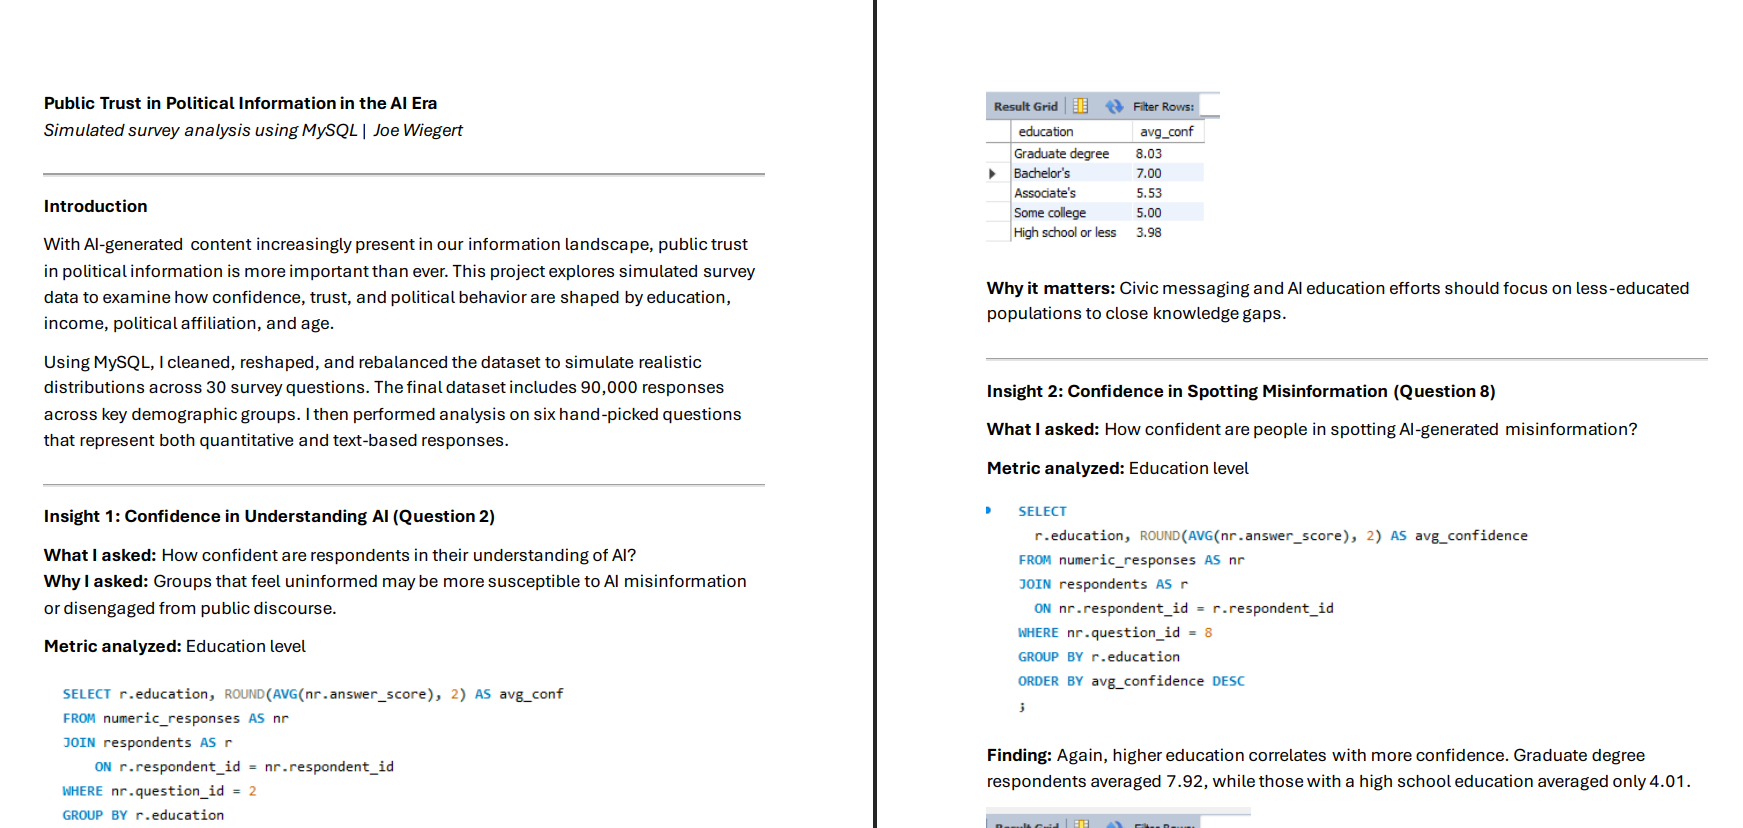 Public Trust in Political Information in the AI Era
Simulated survey analysis using MySQL | Joe Wiegert
Introduction
With AI-generated content increasingly present in our information landscape, public trust
in political information is more important than ever. This project explores simulated survey
data to examine how confidence, trust, and political behavior are shaped by education,
income, political affiliation, and age.
Using MySQL, I cleaned, reshaped, and rebalanced the dataset to simulate realistic
distributions across 30 survey questions. The final dataset includes 90,000 responses
across key demographic groups. I then performed analysis on six hand-picked questions
that represent both quantitative and text-based responses.
Insight 1: Confidence in Understanding AI (Question 2)
What I asked: How confident are respondents in their understanding of AI?
Why I asked: Groups that feel uninformed may be more susceptible to AI misinformation
or disengaged from public discourse.
Metric analyzed: Education level
SELECT r.education, ROUND(AVG(nr.answer_score), 2) AS avg_conf
FROM numeric_responses AS nr
JOIN respondents AS r
ON r.respondent_id = nr.respondent_id
WHERE nr.question_id = 2
GROUP BY r.education
Result Grid Filter Rows:
education avg_conf
Graduate degree 8.03
Bachelor's 7.00
Associate's 5.53
Some college 5.00
High school or less 3.98
Why it matters: Civic messaging and AI education efforts should focus on less-educated
populations to close knowledge gaps.
Insight 2: Confidence in Spotting Misinformation (Question 8)
What I asked: How confident are people in spotting AI-generated misinformation?
Metric analyzed: Education level
SELECT
r.education, ROUND(AVG(nr.answer_score), 2) AS avg_confidence
FROM numeric_responses AS nr
JOIN respondents AS r
ON nr.respondent_id = r.respondent_id
WHERE nr.question_id = 8
GROUP BY r.education
ORDER BY avg_confidence DESC
;
Finding: Again, higher education correlates with more confidence. Graduate degree
respondents averaged 7.92, while those with a high school education averaged only 4.01.
Result Grid Filter Rows: